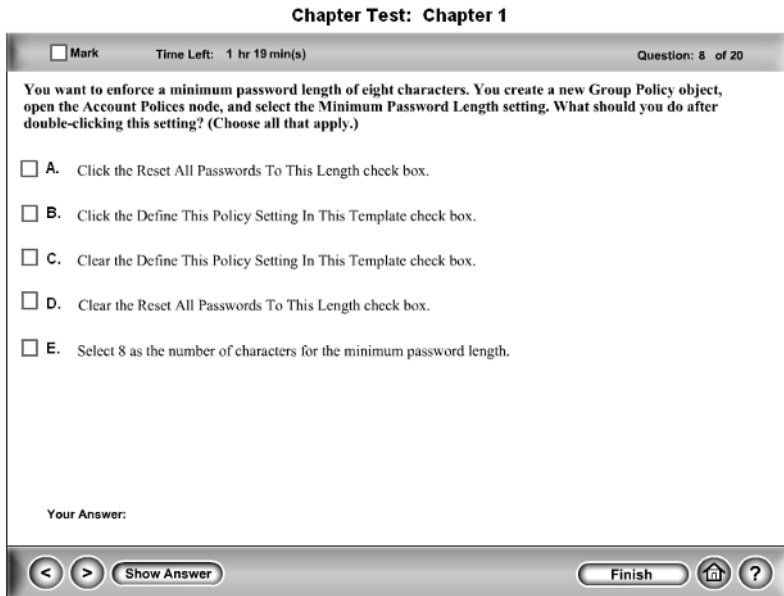 Chapter Test: Chapter 1
Mark Time Left: 1 hr 19 min(s) Question: 8 of 20
You want to enforce a minimum password length of eight characters. You create a new Group Policy object,
open the Account Polices node, and select the Minimum Password Length setting. What should you do after
double-clicking this setting? (Choose all that apply.)
A. Click the Reset All Passwords To This Length check box.
B. Click the Define This Policy Setting In This Template check box.
C. Clear the Define This Policy Setting In This Template check box.
D. Clear the Reset All Passwords To This Length check box.
E. Select 8 as the number of characters for the minimum password length.
Your Answer:
< > Show Answer Finish ?